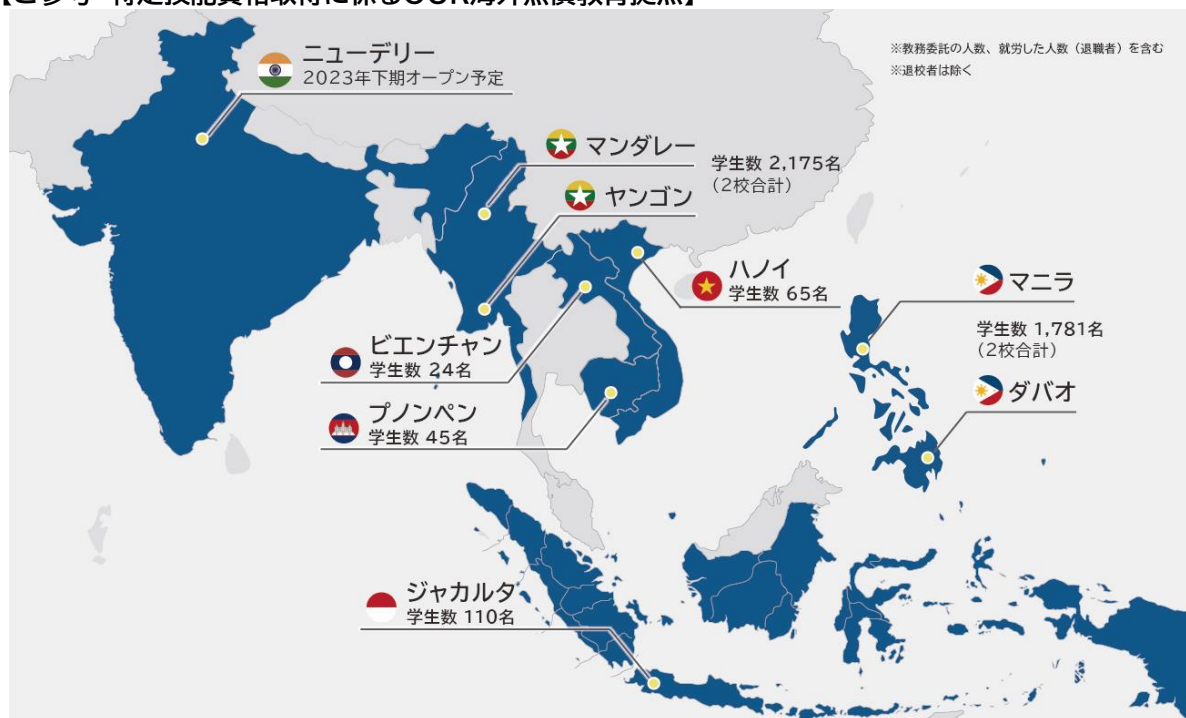 ※教務委託の人数、就労した人数（退職者）を含む
※退校者は除く
ニューデリー
2023年下期オープン予定
マンダレー
学生数 2,175名
（2校合計）
ヤンゴン
ハノイ
学生数 65名
マニラ
学生数 1,781名
（2校合計）
ダバオ
ビエンチャン
学生数 24名
プノンペン
学生数 45名
ジャカルタ
学生数 110名